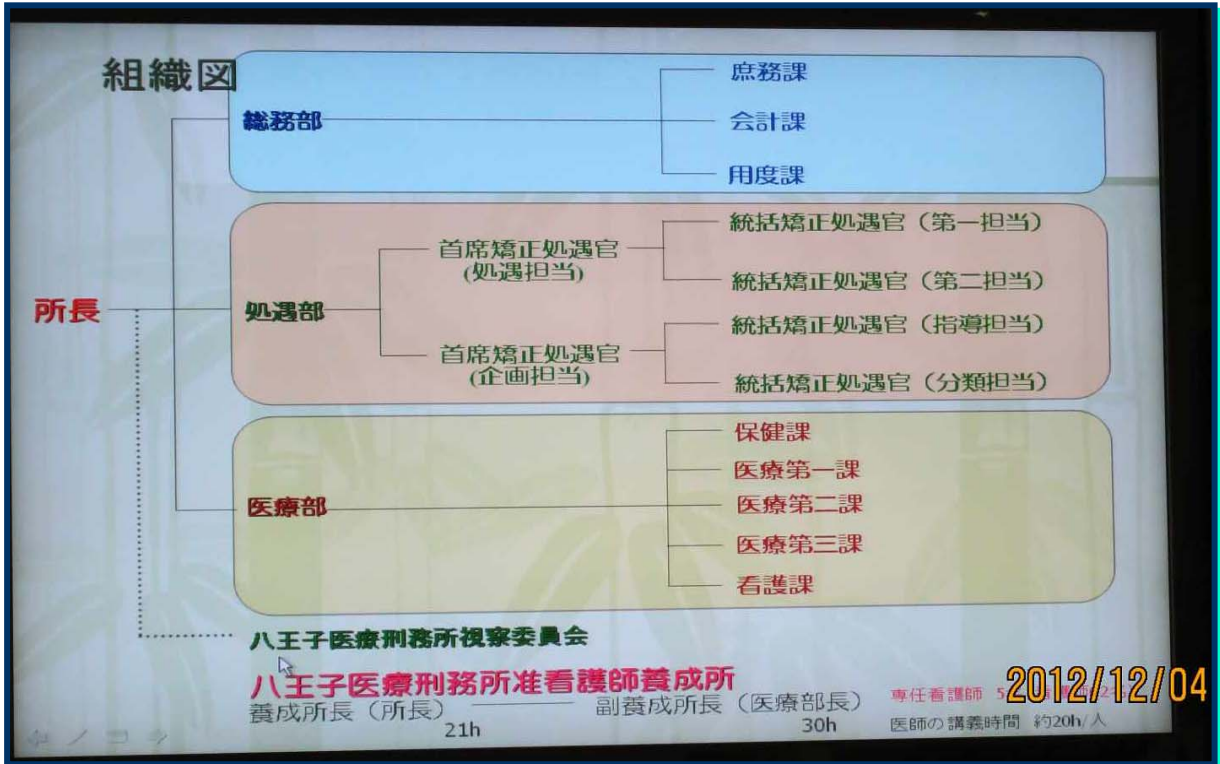 組織図
総務部
庶務課
会計課
用度課
所長
処遇部
首席矯正処遇官
(処遇担当)
統括矯正処遇官（第一担当）
統括矯正処遇官（第二担当）
首席矯正処遇官
(企画担当)
統括矯正処遇官（指導担当）
統括矯正処遇官（分類担当）
医療部
保健課
医療第一課
医療第二課
医療第三課
看護課
八王子医療刑務所視察委員会
八王子医療刑務所准看護師養成所
養成所長（所長） 副養成所長（医療部長）
21h 30h
専任看護師 5
医師の講義時間 約20h/人
2012/12/04